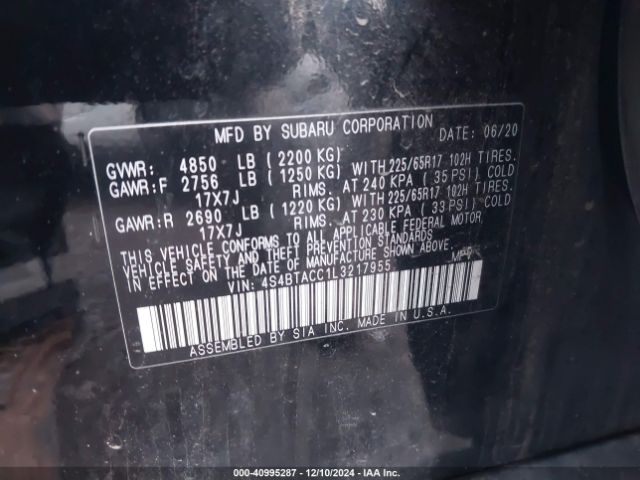 MFD BY SUBARU CORPORATION DATE: 06/20
GVWR: 4850 LB ( 2200 KG)
GAWR:F 2756 LB ( 1250 KG) WITH 225/65R17 102H TIRES.
17X7J RIMS. AT 240 KPA ( 35 PSI) COLD
GAWR:R 2690 LB ( 1220 KG) WITH 225/65R17 102H TIRES.
17X7J RIMS. AT 230 KPA ( 33 PSI) COLD
THIS VEHICLE CONFORMS TO ALL APPLICABLE FEDERAL MOTOR
VEHICLE SAFETY AND THEFT PREVENTION STANDARDS
IN EFFECT ON THE DATE OF MANUFACTURE SHOWN ABOVE.
VIN: 4S4BTACC1L3217955 MPV
ASSEMBLED BY SIA INC. MADE IN U.S.A.
000-40995287 - 12/10/2024 - IAA Inc.